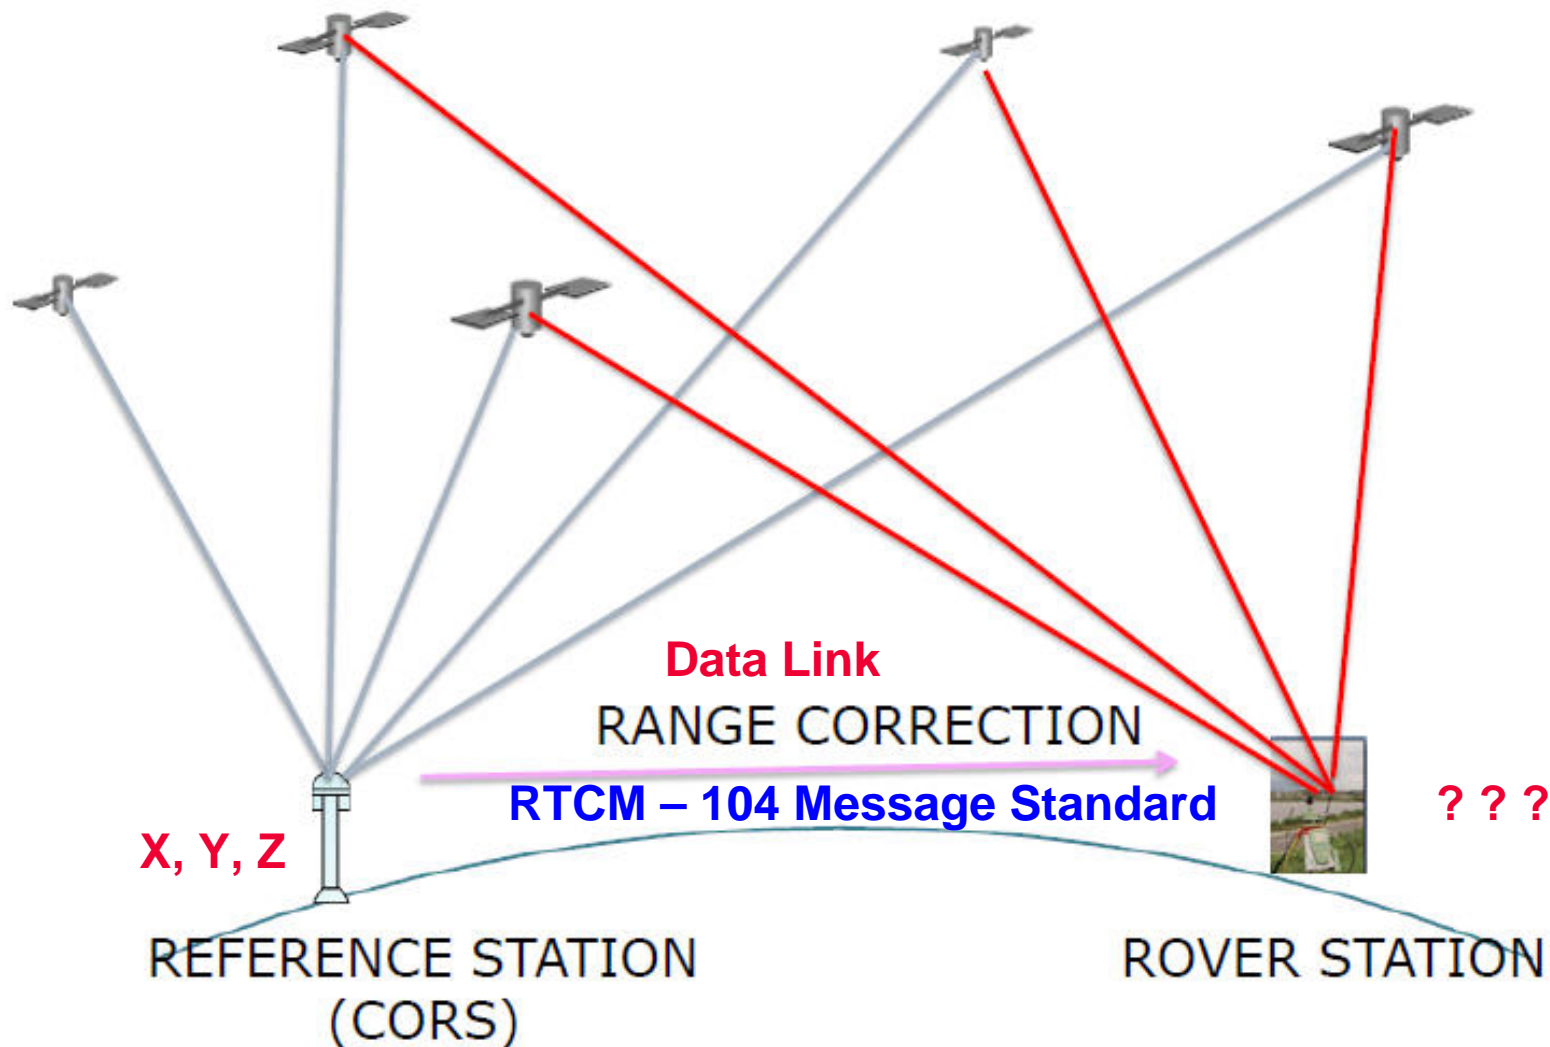 Data Link
RANGE CORRECTION
RTCM – 104 Message Standard
? ? ?
X, Y, Z
REFERENCE STATION
(CORS)
ROVER STATION